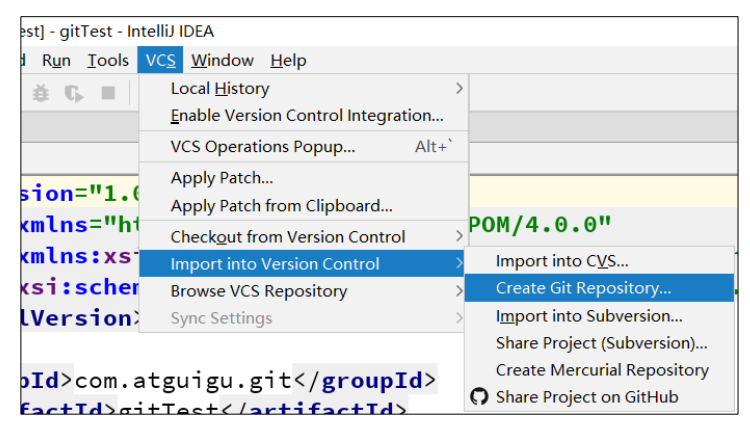 est] - gitTest - IntelliJ IDEA
d Run Tools VCS Window Help
Local History
Enable Version Control Integration...
VCS Operations Popup... Alt+`
Apply Patch...
Apply Patch from Clipboard...
Checkout from Version Control
Import into Version Control
Browse VCS Repository
Sync Settings
Import into CVS...
Create Git Repository...
Import into Subversion...
Share Project (Subversion)...
Create Mercurial Repository
Share Project on GitHub
sion="1.0
xmlns="ht POM/4.0.0"
xmlns:xsi
xsi:schem
lVersion>
pId>com.atguigu.git</groupId>
factId>gitTest</artifactId>